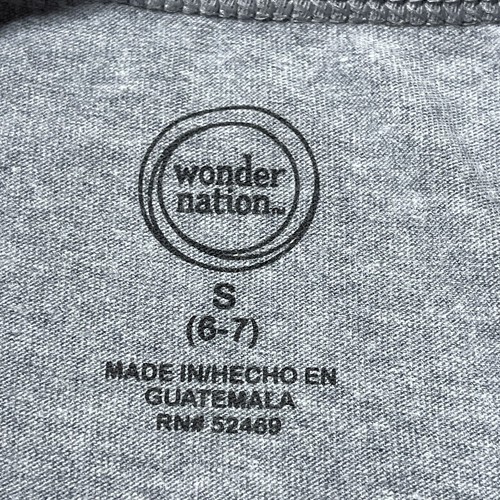 wonder
nation™
S
(6-7)
MADE IN/HECHO EN
GUATEMALA
RN# 52469